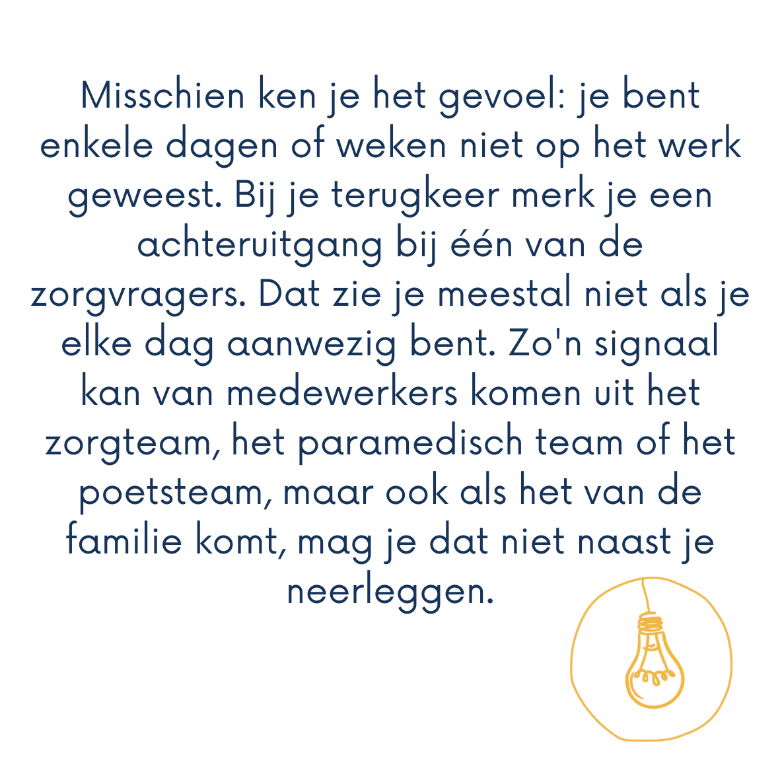 Misschien ken je het gevoel: je bent
enkele dagen of weken niet op het werk
geweest. Bij je terugkeer merk je een
achteruitgang bij één van de
zorgvragers. Dat zie je meestal niet als je
elke dag aanwezig bent. Zo'n signaal
kan van medewerkers komen uit het
zorgteam, het paramedisch team of het
poetsteam, maar ook als het van de
familie komt, mag je dat niet naast je
neerleggen.